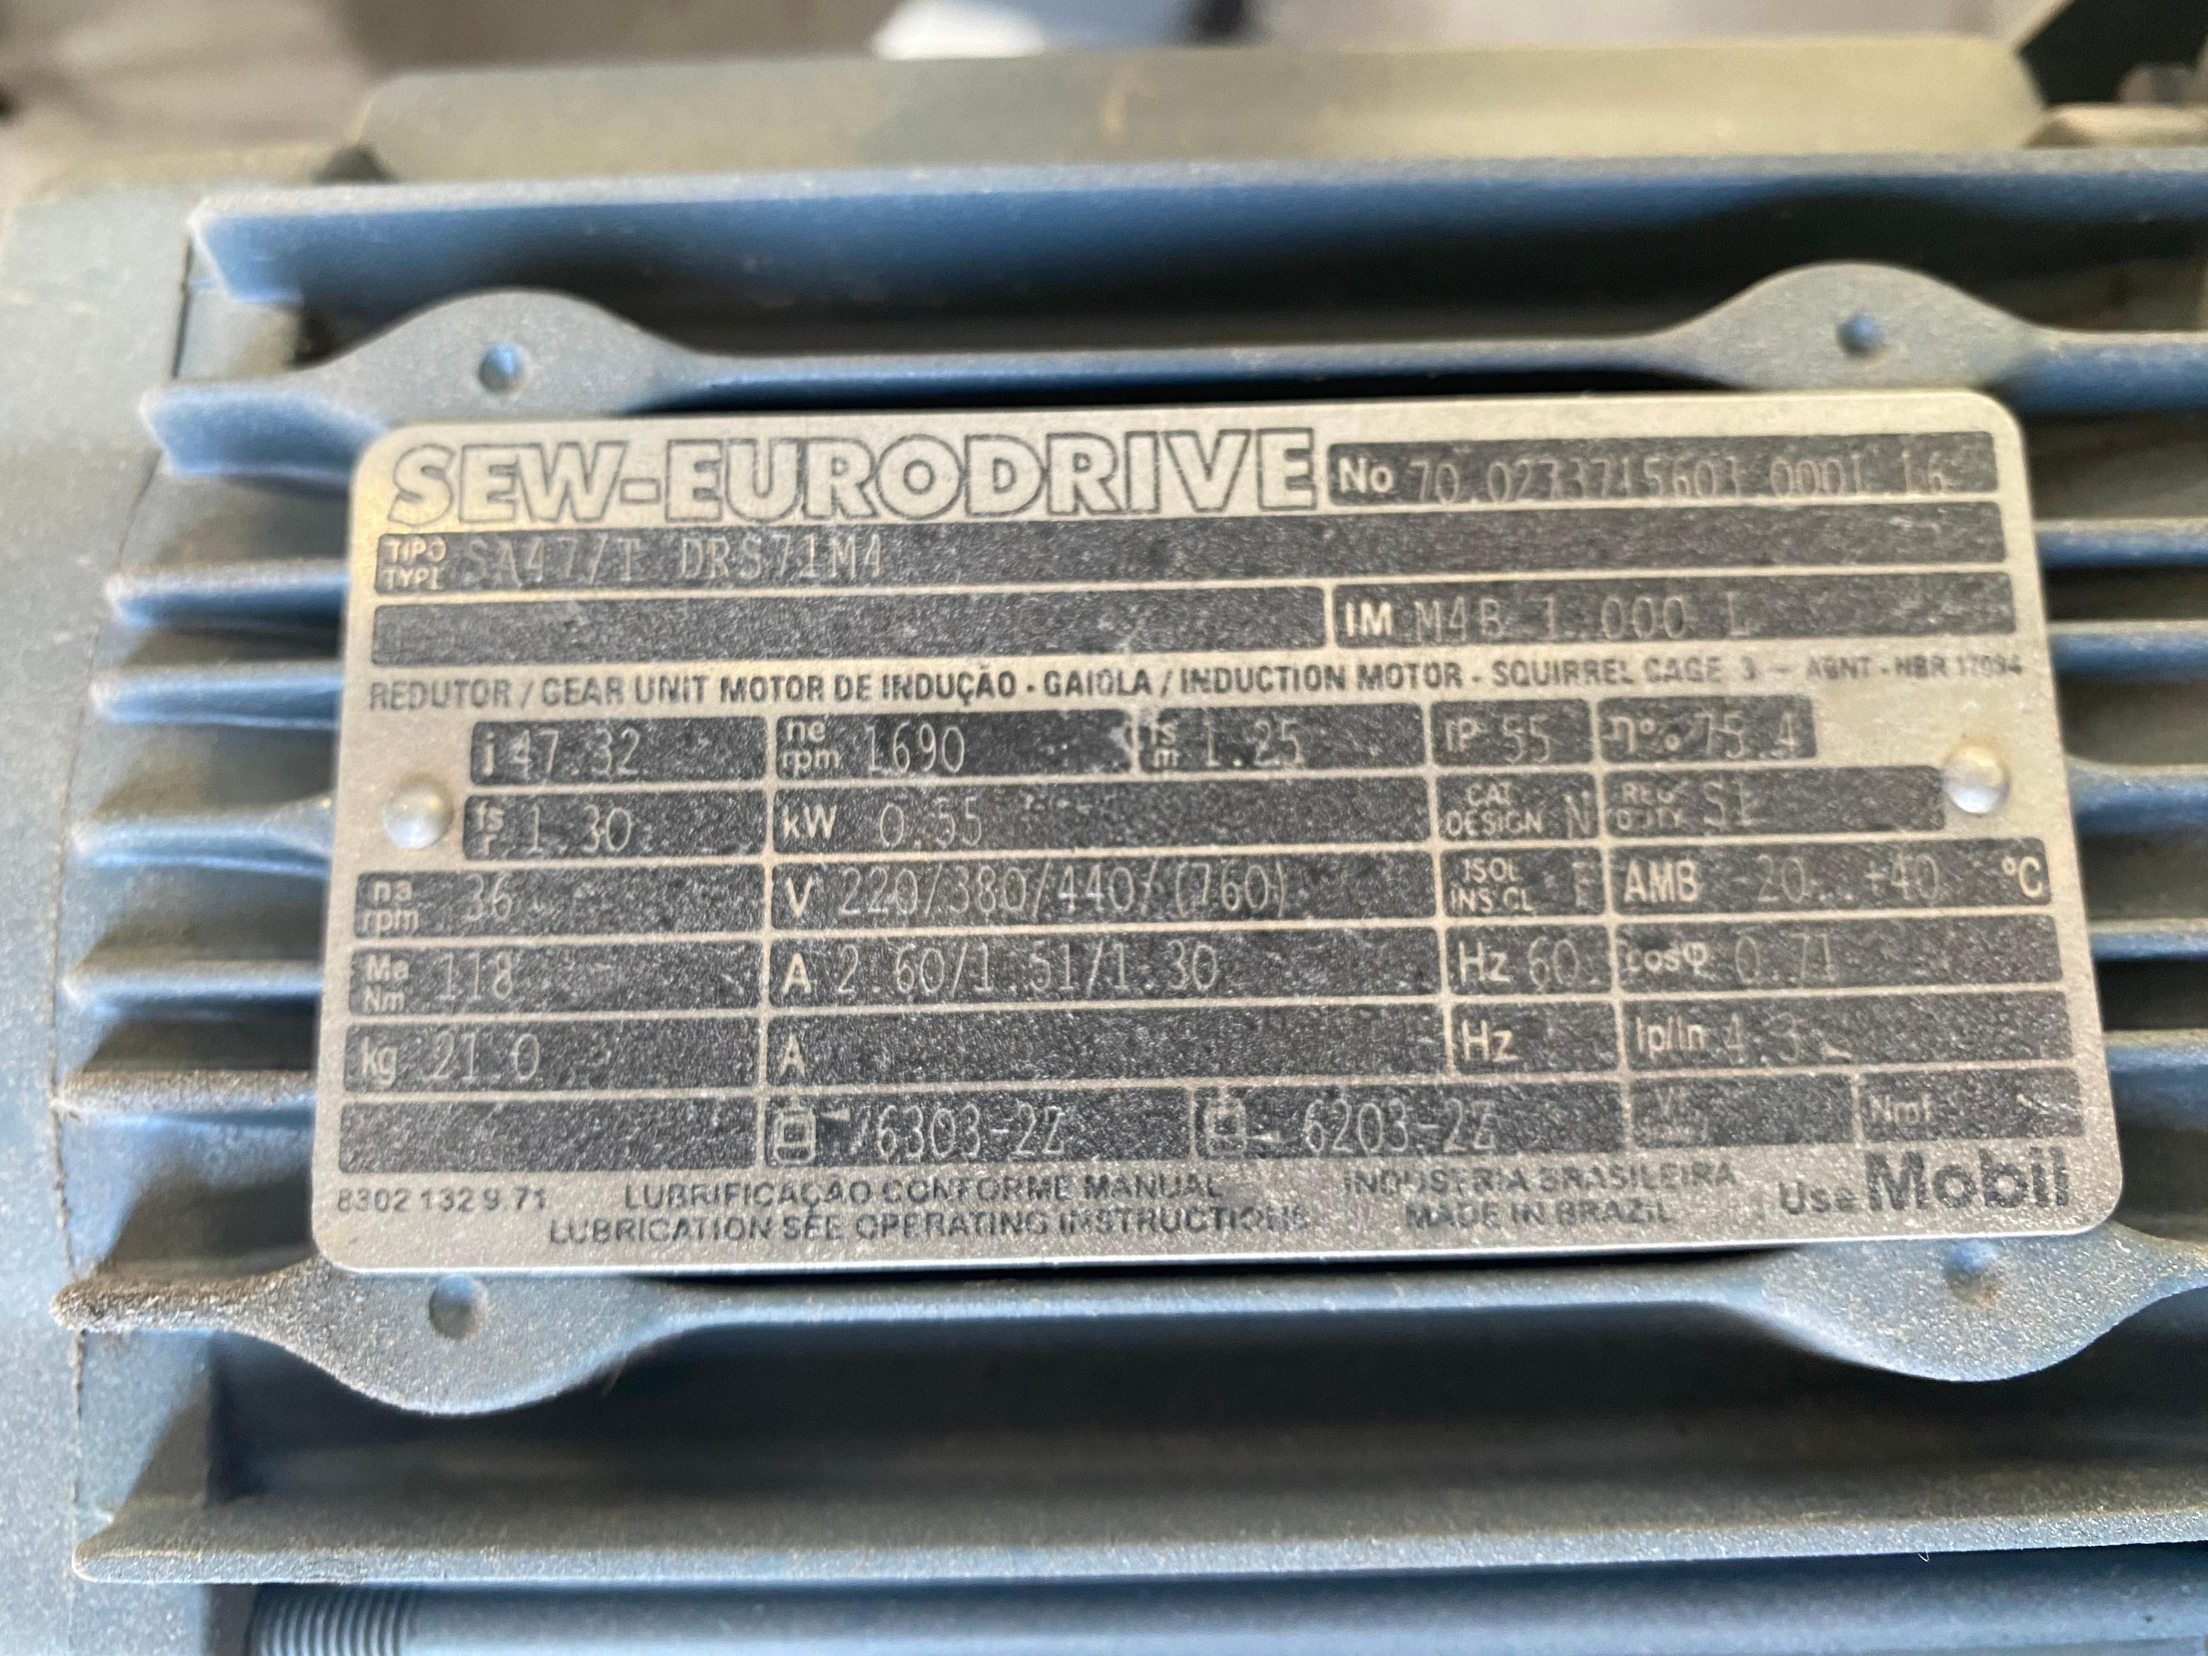 SEW-EURODRIVE No 70.0273715603.0001.16
TIPO TYPE SA47/T DRS71M4
IM M4B 1 000 L
REDUTOR / GEAR UNIT MOTOR DE INDUÇÃO - GAIOLA / INDUCTION MOTOR - SQUIRREL CAGE 3 ~ ABNT - NBR 17094
i 47.32 ne rpm 1690 fs m 1.25 IP 55 η% 75.4
fs r 1.30 kW 0.55 CAT DESIGN N REG DUTY S1
na rpm 36 V 220/380/440/(760) ISOL INS.CL F AMB -20...+40 °C
Ma Nm 118 A 2.60/1.51/1.30 Hz 60 cosφ 0.71
kg 21.0 A Hz Ip/In 4.3
6303-2Z 6203-2Z V Nmf
8302 132 9.71 LUBRIFICAÇAO CONFORME MANUAL INDUSTRIA BRASILEIRA Use Mobil
LUBRICATION SEE OPERATING INSTRUCTIONS MADE IN BRAZIL